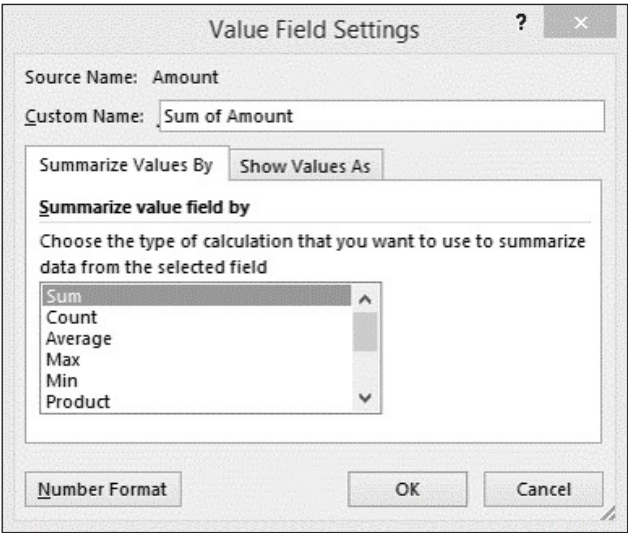 Value Field Settings ? ×
Source Name: Amount
Custom Name: Sum of Amount
Summarize Values By Show Values As
Summarize value field by
Choose the type of calculation that you want to use to summarize
data from the selected field
Sum
Count
Average
Max
Min
Product
Number Format OK Cancel